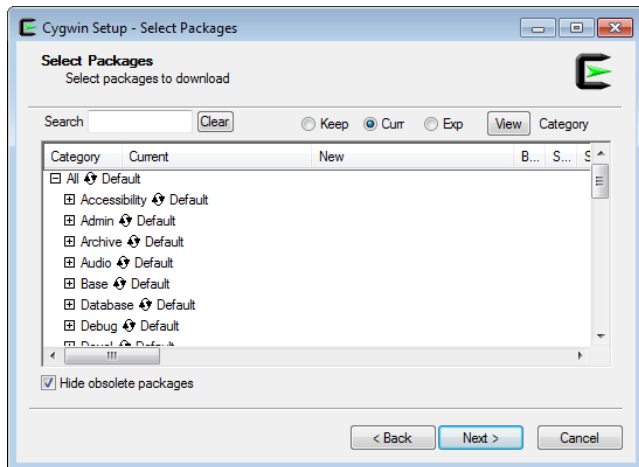 Cygwin Setup - Select Packages
Select Packages
Select packages to download
Search Clear Keep Curr Exp View Category
Category Current New B... S... S
All Default
Accessibility Default
Admin Default
Archive Default
Audio Default
Base Default
Database Default
Debug Default
Devel Default
Hide obsolete packages
< Back Next > Cancel